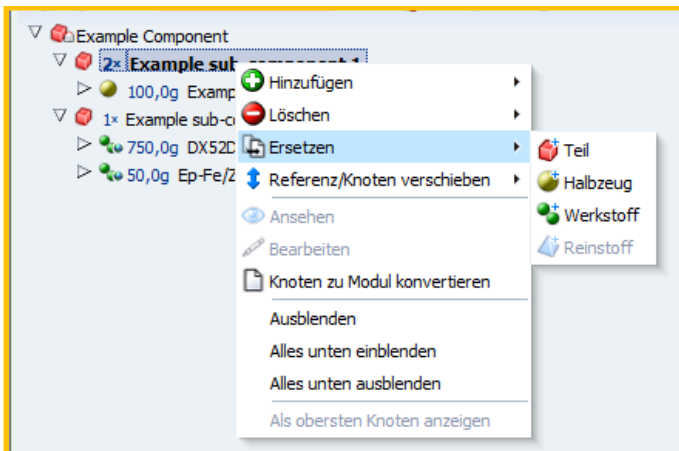 Example Component
2× Example sub-component 1
100,0g Examp
1× Example sub-c
750,0g DX52D
50,0g Ep-Fe/Z
Hinzufügen
Löschen
Ersetzen
Referenz/Knoten verschieben
Ansehen
Bearbeiten
Knoten zu Modul konvertieren
Ausblenden
Alles unten einblenden
Alles unten ausblenden
Als obersten Knoten anzeigen
Teil
Halbzeug
Werkstoff
Reinstoff